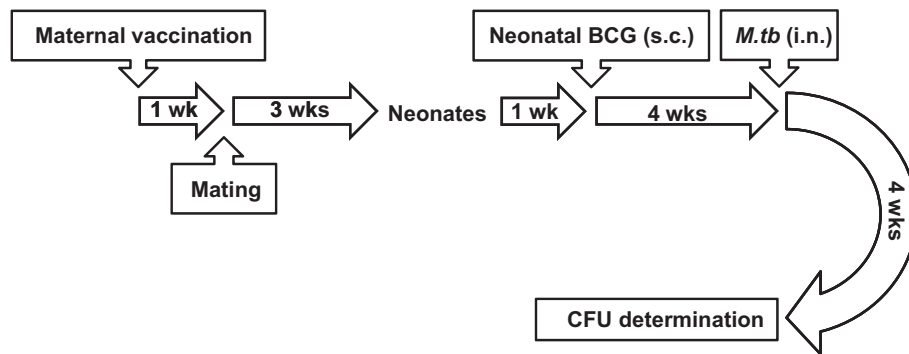 Maternal vaccination
Neonatal BCG (s.c.)
M.tb (i.n.)
1 wk
3 wks
Neonates
1 wk
4 wks
Mating
4 wks
CFU determination